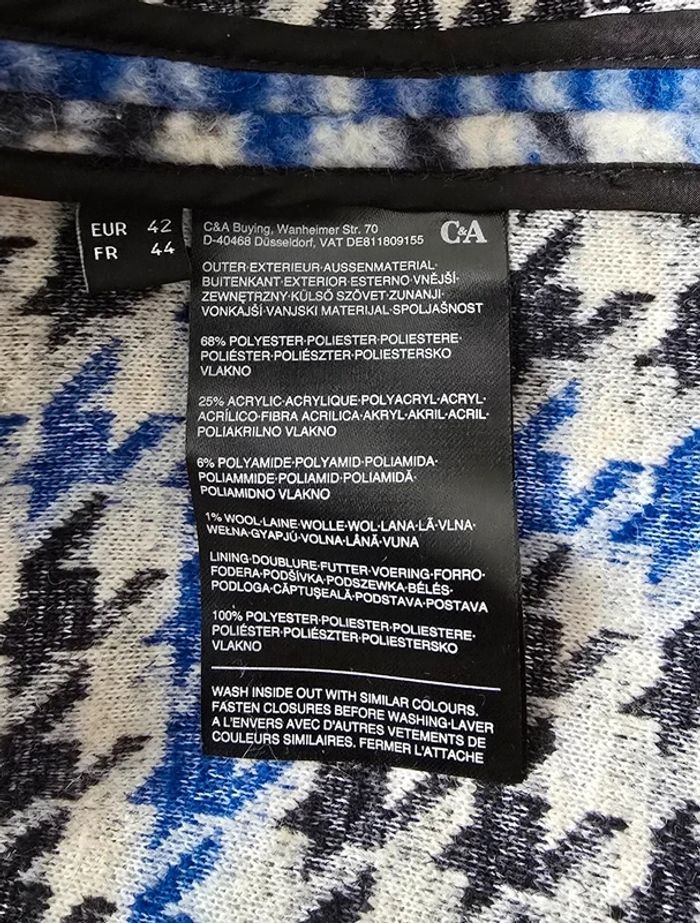 EUR 42
FR 44
C&A Buying, Wanheimer Str. 70
D-40468 Düsseldorf, VAT DE811809155
C&A
OUTER·EXTERIEUR·AUSSENMATERIAL·
BUITENKANT·EXTERIOR·ESTERNO·VNĚJŠÍ·
ZEWNĘTRZNY·KÜLSŐ SZÖVET·ZUNANJI·
VONKAJŠÍ·VANJSKI MATERIJAL·SPOLJAŠNOST
68% POLYESTER·POLIESTER·POLIESTERE·
POLIÉSTER·POLIÉSZTER·POLIESTERSKO
VLAKNO
25% ACRYLIC·ACRYLIQUE·POLYACRYL·ACRYL·
ACRÍLICO·FIBRA ACRILICA·AKRYL·AKRIL·ACRIL·
POLIAKRILNO VLAKNO
6% POLYAMIDE·POLYAMID·POLIAMIDA·
POLIAMMIDE·POLIAMID·POLIAMIDĂ·
POLIAMIDNO VLAKNO
1% WOOL·LAINE·WOLLE·WOL·LANA·LÃ·VLNA·
WEŁNA·GYAPJÚ·VOLNA·LÂNĂ·VUNA
LINING·DOUBLURE·FUTTER·VOERING·FORRO·
FODERA·PODŠÍVKA·PODSZEWKA·BÉLÉS·
PODLOGA·CĂPTUŞEALĂ·PODSTAVA·POSTAVA
100% POLYESTER·POLIESTER·POLIESTERE·
POLIÉSTER·POLIÉSZTER·POLIESTERSKO
VLAKNO
WASH INSIDE OUT WITH SIMILAR COLOURS.
FASTEN CLOSURES BEFORE WASHING·LAVER
A L'ENVERS AVEC D'AUTRES VETEMENTS DE
COULEURS SIMILAIRES. FERMER L'ATTACHE